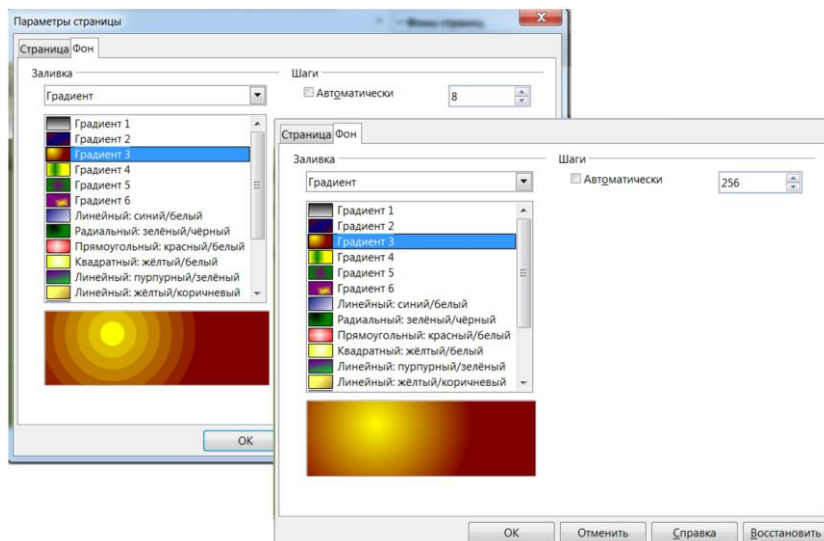 Параметры страницы
Фоны страниц
Страница Фон
Заливка
Шаги
Градиент
Автоматически
8
Градиент 1
Градиент 2
Градиент 3
Градиент 4
Градиент 5
Градиент 6
Линейный: синий/белый
Радиальный: зелёный/чёрный
Прямоугольный: красный/белый
Квадратный: жёлтый/белый
Линейный: пурпурный/зелёный
Линейный: жёлтый/коричневый
ОК
Страница Фон
Заливка
Шаги
Градиент
Автоматически
256
Градиент 1
Градиент 2
Градиент 3
Градиент 4
Градиент 5
Градиент 6
Линейный: синий/белый
Радиальный: зелёный/чёрный
Прямоугольный: красный/белый
Квадратный: жёлтый/белый
Линейный: пурпурный/зелёный
Линейный: жёлтый/коричневый
ОК Отменить Справка Восстановить